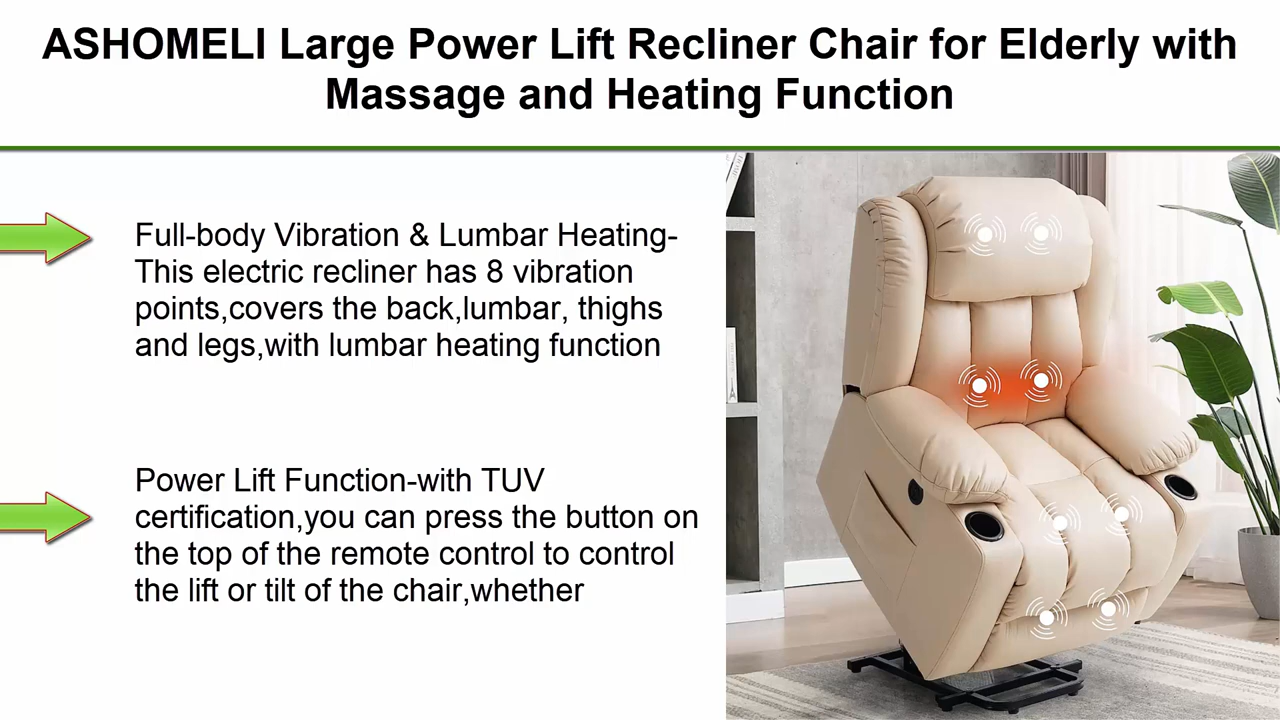 ASHOMELI Large Power Lift Recliner Chair for Elderly with
Massage and Heating Function
Full-body Vibration & Lumbar Heating-
This electric recliner has 8 vibration
points,covers the back,lumbar, thighs
and legs,with lumbar heating function
Power Lift Function-with TUV
certification,you can press the button on
the top of the remote control to control
the lift or tilt of the chair,whether